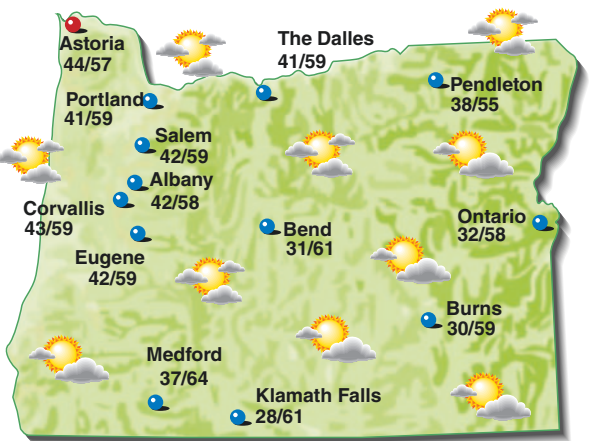 Astoria
44/57
The Dalles
41/59
Pendleton
38/55
Portland
41/59
Salem
42/59
Albany
42/58
Corvallis
43/59
Eugene
42/59
Bend
31/61
Ontario
32/58
Burns
30/59
Medford
37/64
Klamath Falls
28/61